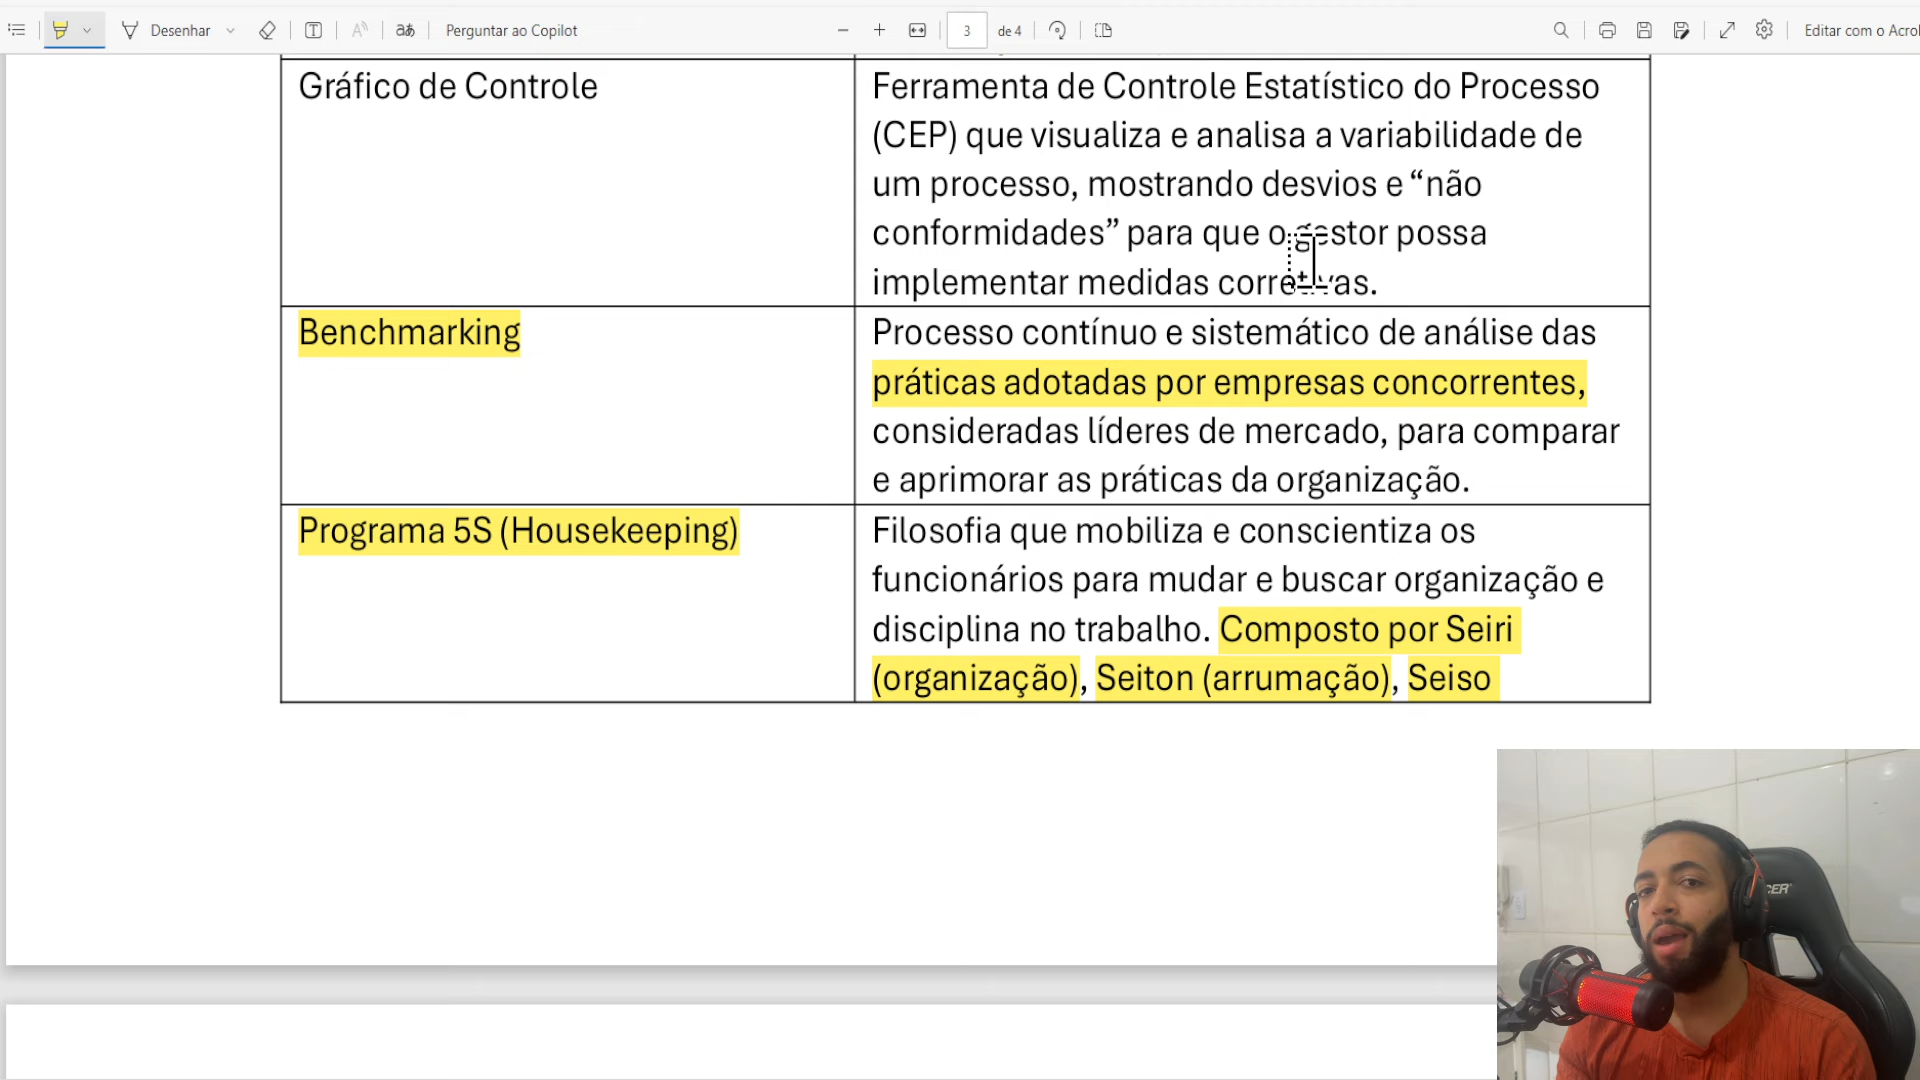 Desenhar
Perguntar ao Copilot
3 de 4
Editar com o Acro
Gráfico de Controle
Ferramenta de Controle Estatístico do Processo
(CEP) que visualiza e analisa a variabilidade de
um processo, mostrando desvios e “não
conformidades” para que o gestor possa
implementar medidas corretivas.
Benchmarking
Processo contínuo e sistemático de análise das
práticas adotadas por empresas concorrentes,
consideradas líderes de mercado, para comparar
e aprimorar as práticas da organização.
Programa 5S (Housekeeping)
Filosofia que mobiliza e conscientiza os
funcionários para mudar e buscar organização e
disciplina no trabalho. Composto por Seiri
(organização), Seiton (arrumação), Seiso